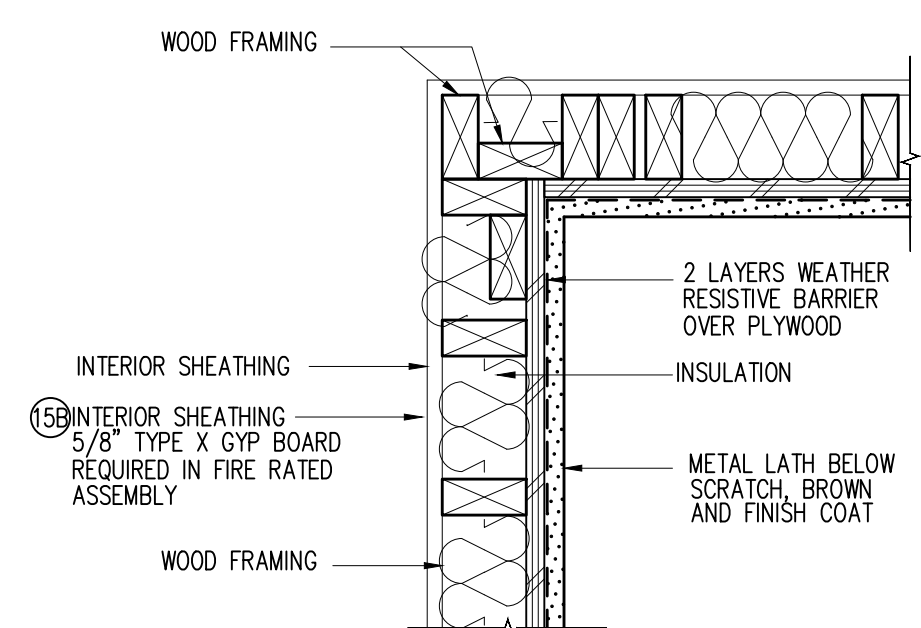 WOOD FRAMING
2 LAYERS WEATHER
RESISTIVE BARRIER
OVER PLYWOOD
INTERIOR SHEATHING
INSULATION
15B INTERIOR SHEATHING
5/8" TYPE X GYP BOARD
REQUIRED IN FIRE RATED
ASSEMBLY
METAL LATH BELOW
SCRATCH, BROWN
AND FINISH COAT
WOOD FRAMING